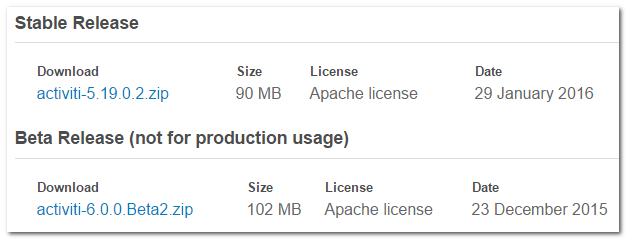 Stable Release
Download Size License Date
activiti-5.19.0.2.zip 90 MB Apache license 29 January 2016
Beta Release (not for production usage)
Download Size License Date
activiti-6.0.0.Beta2.zip 102 MB Apache license 23 December 2015